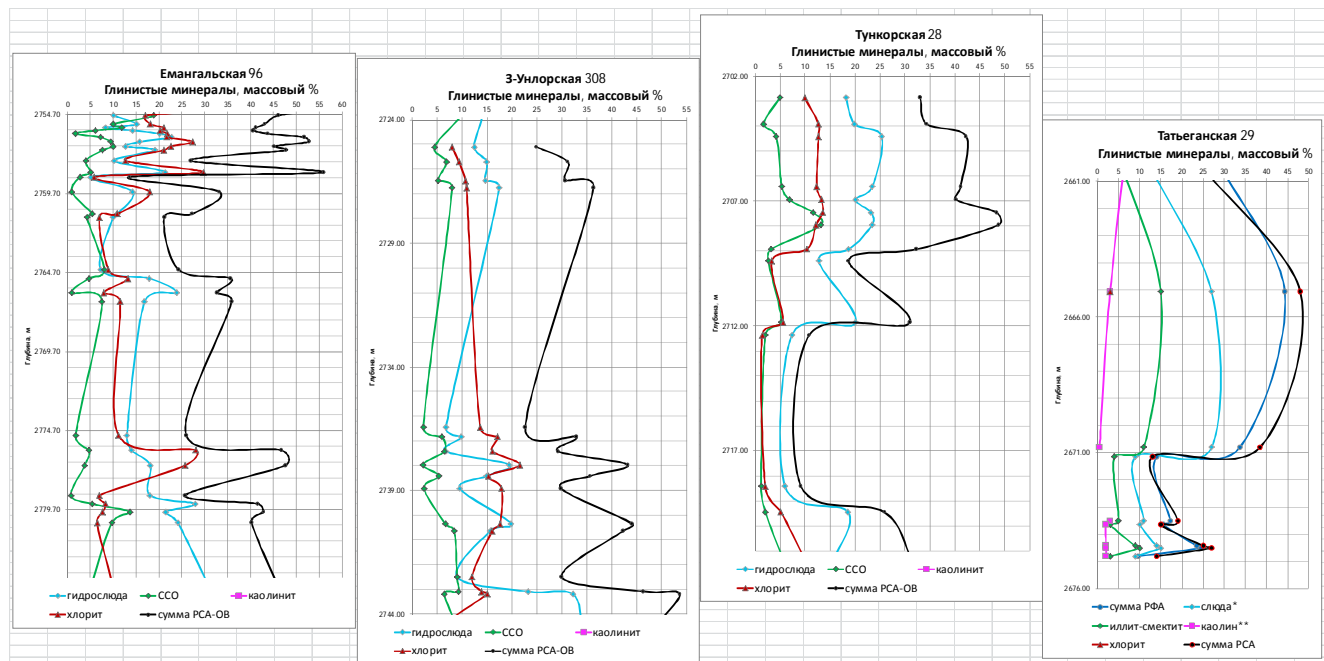 Емангальская 96
Глинистые минералы, массовый %
0 5 10 15 20 25 30 35 40 45 50 55 60
2754.70
2759.70
2764.70
2769.70
2774.70
2779.70
Глубина, м
гидрослюда ССО каолинит
хлорит сумма РСА-ОВ
З-Унлорская 308
Глинистые минералы, массовый %
0 5 10 15 20 25 30 35 40 45 50 55
2724.00
2729.00
2734.00
2739.00
2744.00
Глубина, м
гидрослюда ССО каолинит
хлорит сумма РСА-ОВ
Тункорская 28
Глинистые минералы, массовый %
0 5 10 15 20 25 30 35 40 45 50 55
2702.00
2707.00
2712.00
2717.00
Глубина, м
гидрослюда ССО каолинит
хлорит сумма РСА-ОВ
Татьеганская 29
Глинистые минералы, массовый %
0 5 10 15 20 25 30 35 40 45 50
2661.00
2666.00
2671.00
2676.00
Глубина, м
сумма РФА слюда*
иллит-смектит каолин**
хлорит сумма РСА